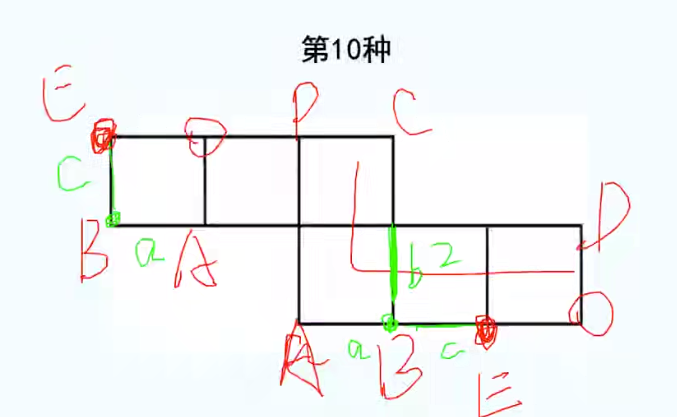 第10种
E P C
C
B a A
b 2 D
A a B c E